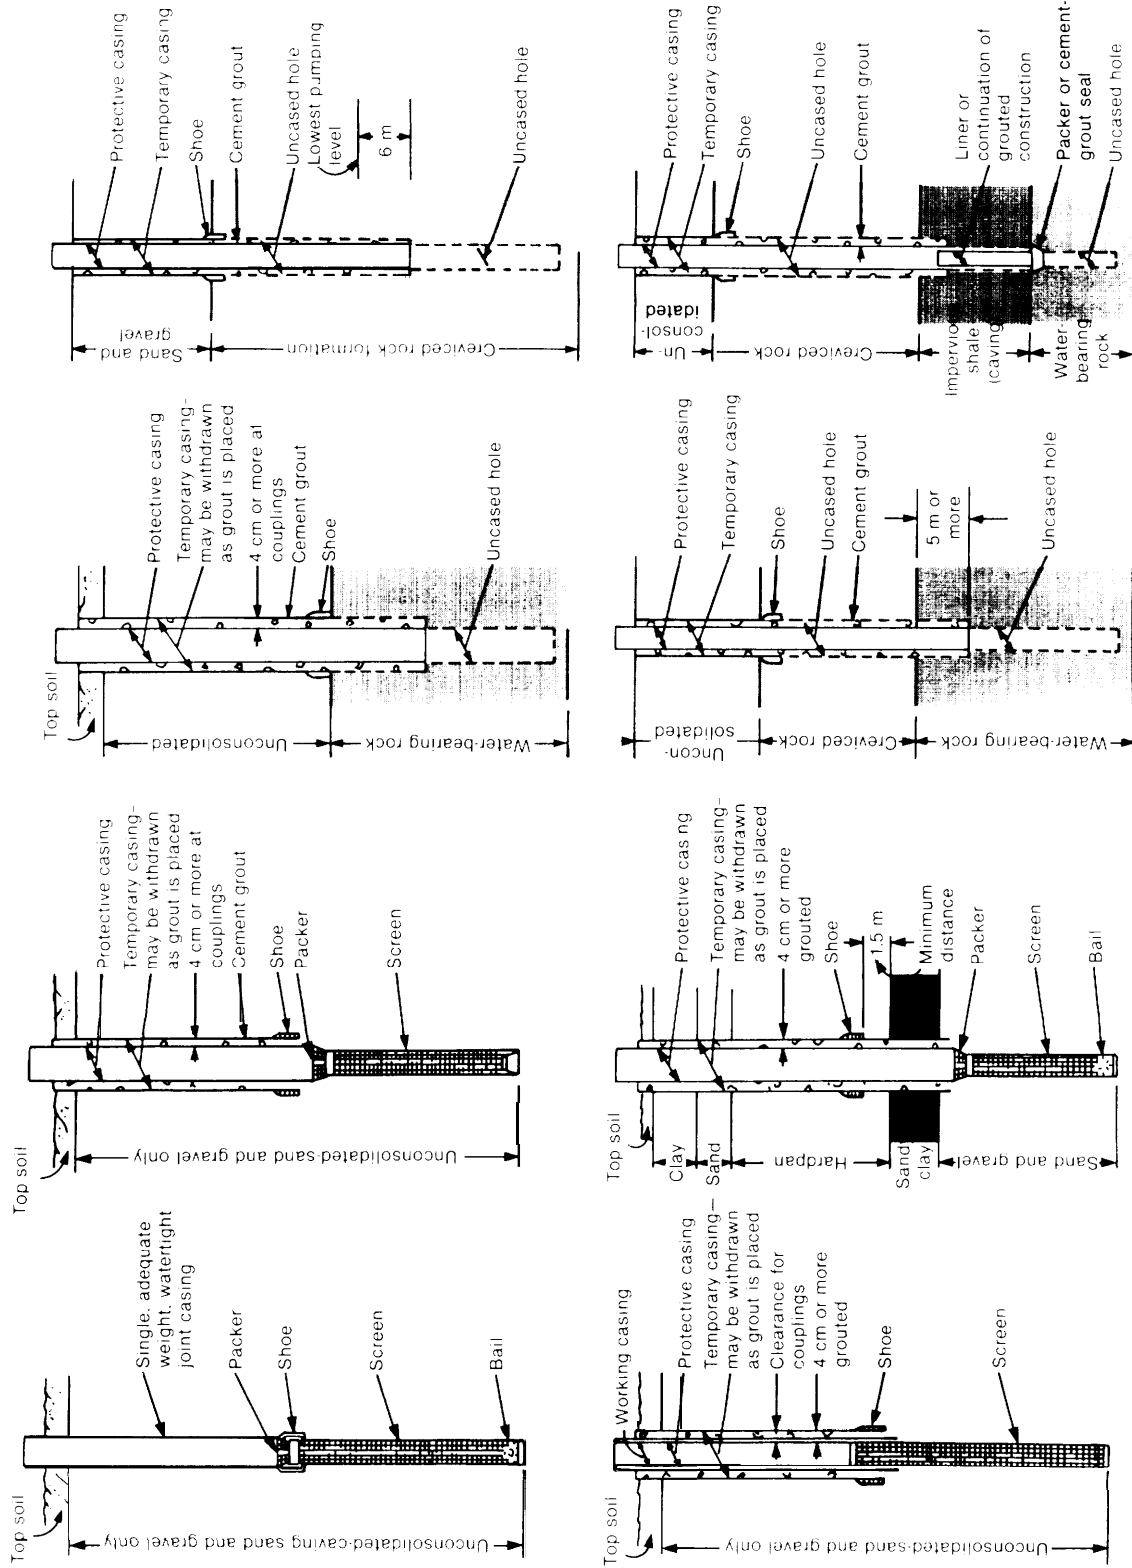 Sand and
gravel
Creviced rock formation
Protective casing
Temporary casing
Shoe
Cement grout
Uncased hole
Lowest pumping
level
6 m
Uncased hole
Un-
consol-
idated
Creviced rock
Impervious
shale
(caving
Water-
bearing
rock
Protective casing
Temporary casing
Shoe
Uncased hole
Cement grout
Liner or
continuation of
grouted
construction
Packer or cement-
grout seal
Uncased hole
Top soil
Unconsolidated
Water-bearing rock
Protective casing
Temporary casing-
may be withdrawn
as grout is placed
4 cm or more at
couplings
Cement grout
Shoe
Uncased hole
Uncon-
solidated
Creviced rock
Water-bearing rock
Protective casing
Temporary casing
Shoe
Uncased hole
Cement grout
5 m or
more
Uncased hole
Top soil
Unconsolidated-sand and gravel only
Protective casing
Temporary casing-
may be withdrawn
as grout is placed
4 cm or more at
couplings
Cement grout
Shoe
Packer
Screen
Top soil
Clay
Sand
Hardpan
Sand
clay
Sand and gravel
Protective casing
Temporary casing-
may be withdrawn
as grout is placed
4 cm or more
grouted
Shoe
1.5 m
Minimum
distance
Packer
Screen
Bail
Top soil
Unconsolidated-caving sand and gravel only
Single, adequate
weight, watertight
joint casing
Packer
Shoe
Screen
Bail
Top soil
Unconsolidated-sand and gravel only
Working casing
Protective casing
Temporary casing—
may be withdrawn
as grout is placed
Clearance for
couplings
4 cm or more
grouted
Shoe
Screen